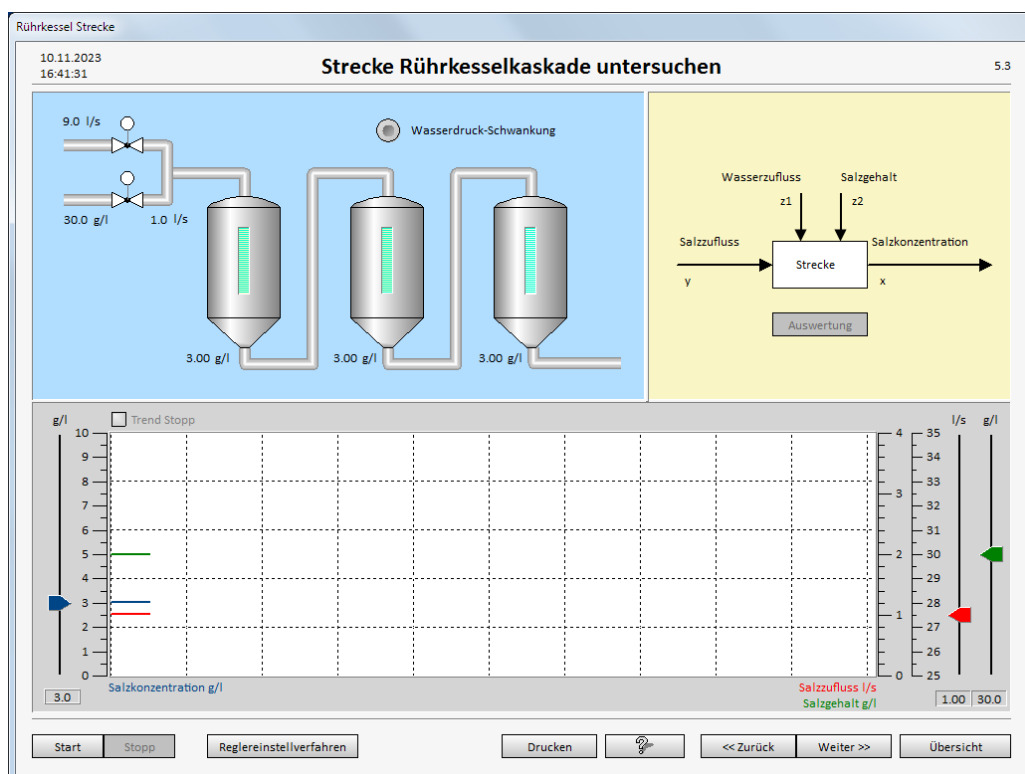 Rührkessel Strecke
10.11.2023
16:41:31
Strecke Rührkesselkaskade untersuchen
5.3
9.0 l/s
Wasserdruck-Schwankung
30.0 g/l
1.0 l/s
3.00 g/l
3.00 g/l
3.00 g/l
Wasserzufluss
Salzgehalt
z1
z2
Salzzufluss
Salzkonzentration
Strecke
y
x
Auswertung
g/l
Trend Stopp
l/s
g/l
10
9
8
7
6
5
4
3
2
1
0
4
3
2
1
0
35
34
33
32
31
30
29
28
27
26
25
Salzkonzentration g/l
Salzzufluss l/s
Salzgehalt g/l
3.0
1.00
30.0
Start
Stopp
Reglereinstellverfahren
Drucken
?
<< Zurück
Weiter >>
Übersicht